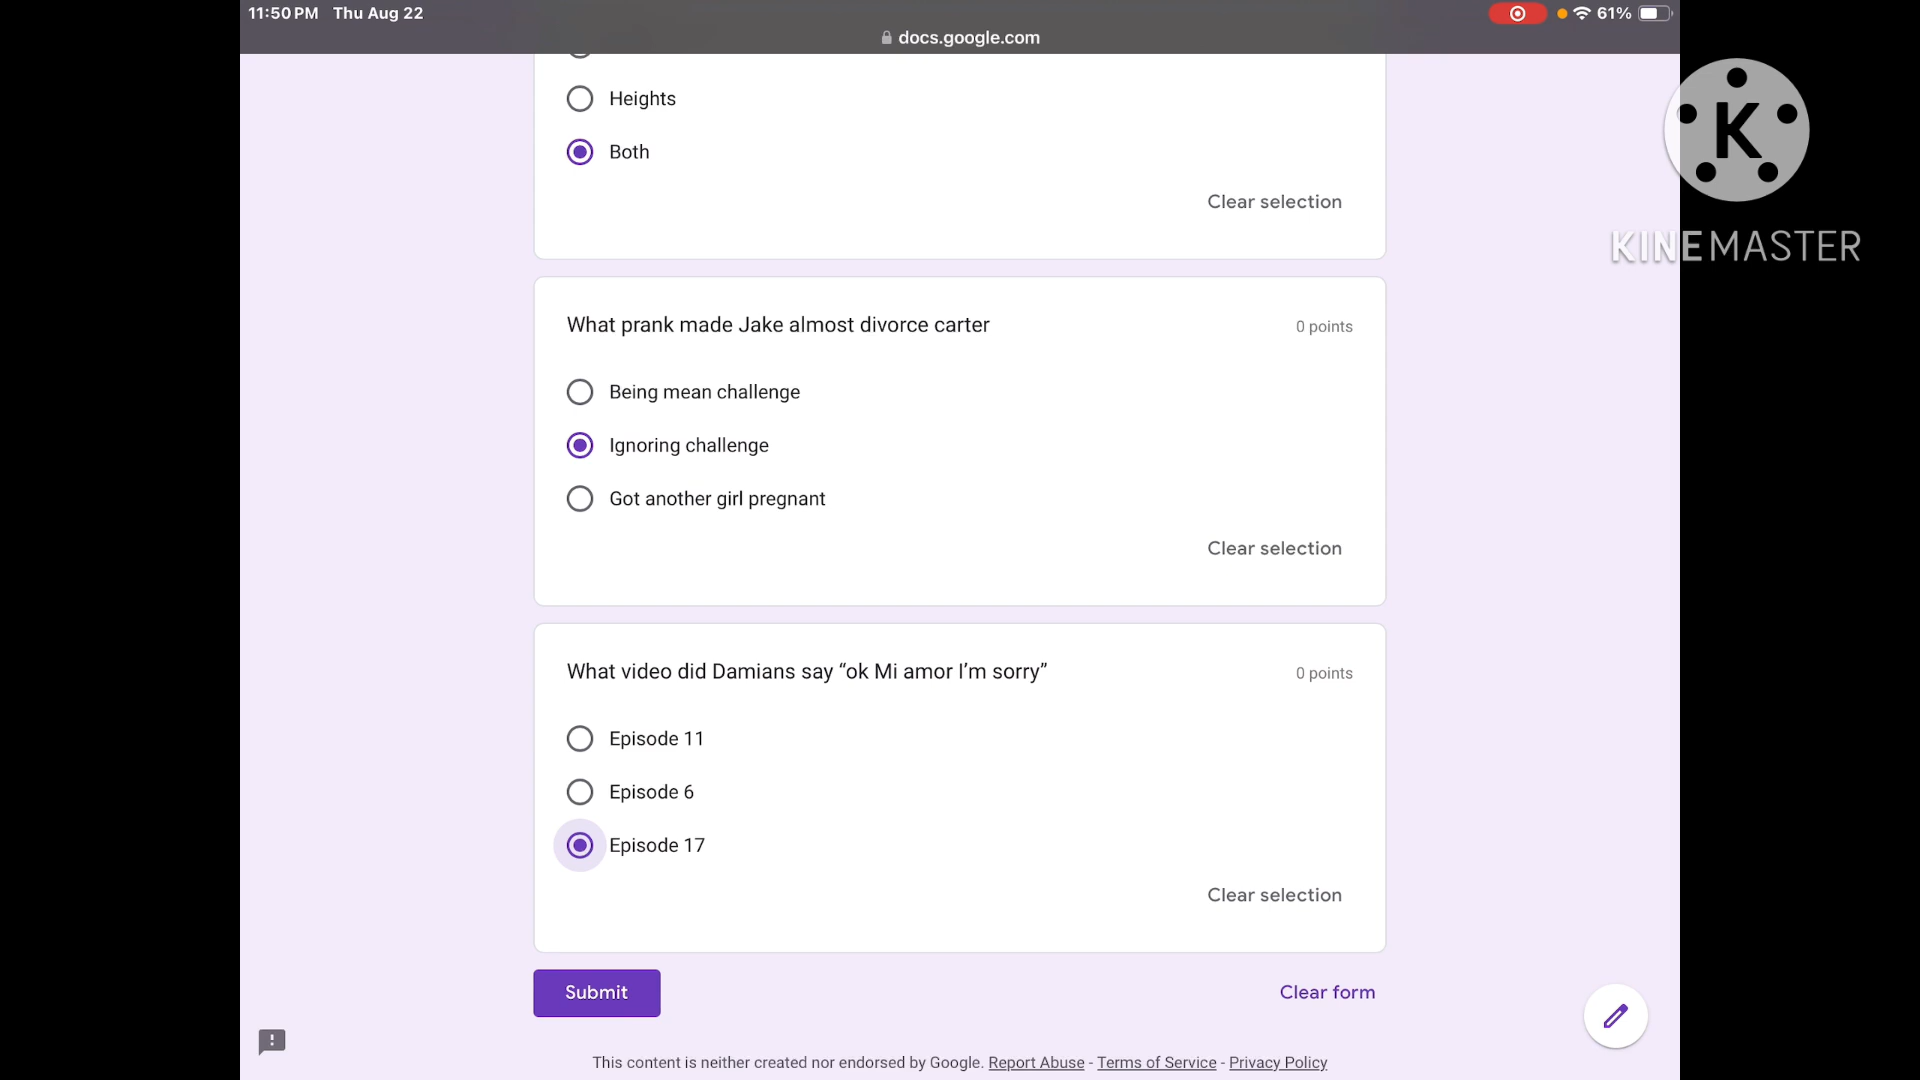 11:50 PM Thu Aug 22
61%
docs.google.com
Heights
Both
Clear selection
K
KINEMASTER
What prank made Jake almost divorce carter
0 points
Being mean challenge
Ignoring challenge
Got another girl pregnant
Clear selection
What video did Damians say “ok Mi amor I’m sorry”
0 points
Episode 11
Episode 6
Episode 17
Clear selection
Submit
Clear form
This content is neither created nor endorsed by Google. Report Abuse - Terms of Service - Privacy Policy